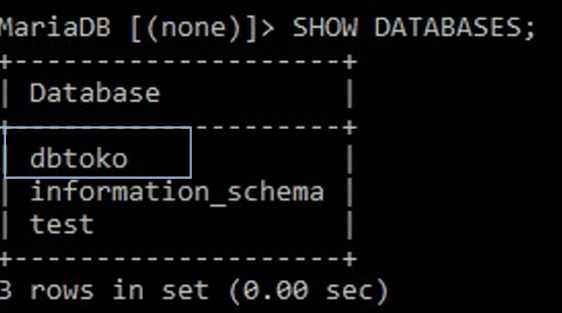 MariaDB [(none)]> SHOW DATABASES;
+--------------------+
| Database           |
+--------------------+
| dbtoko             |
| information_schema |
| test               |
+--------------------+
3 rows in set (0.00 sec)